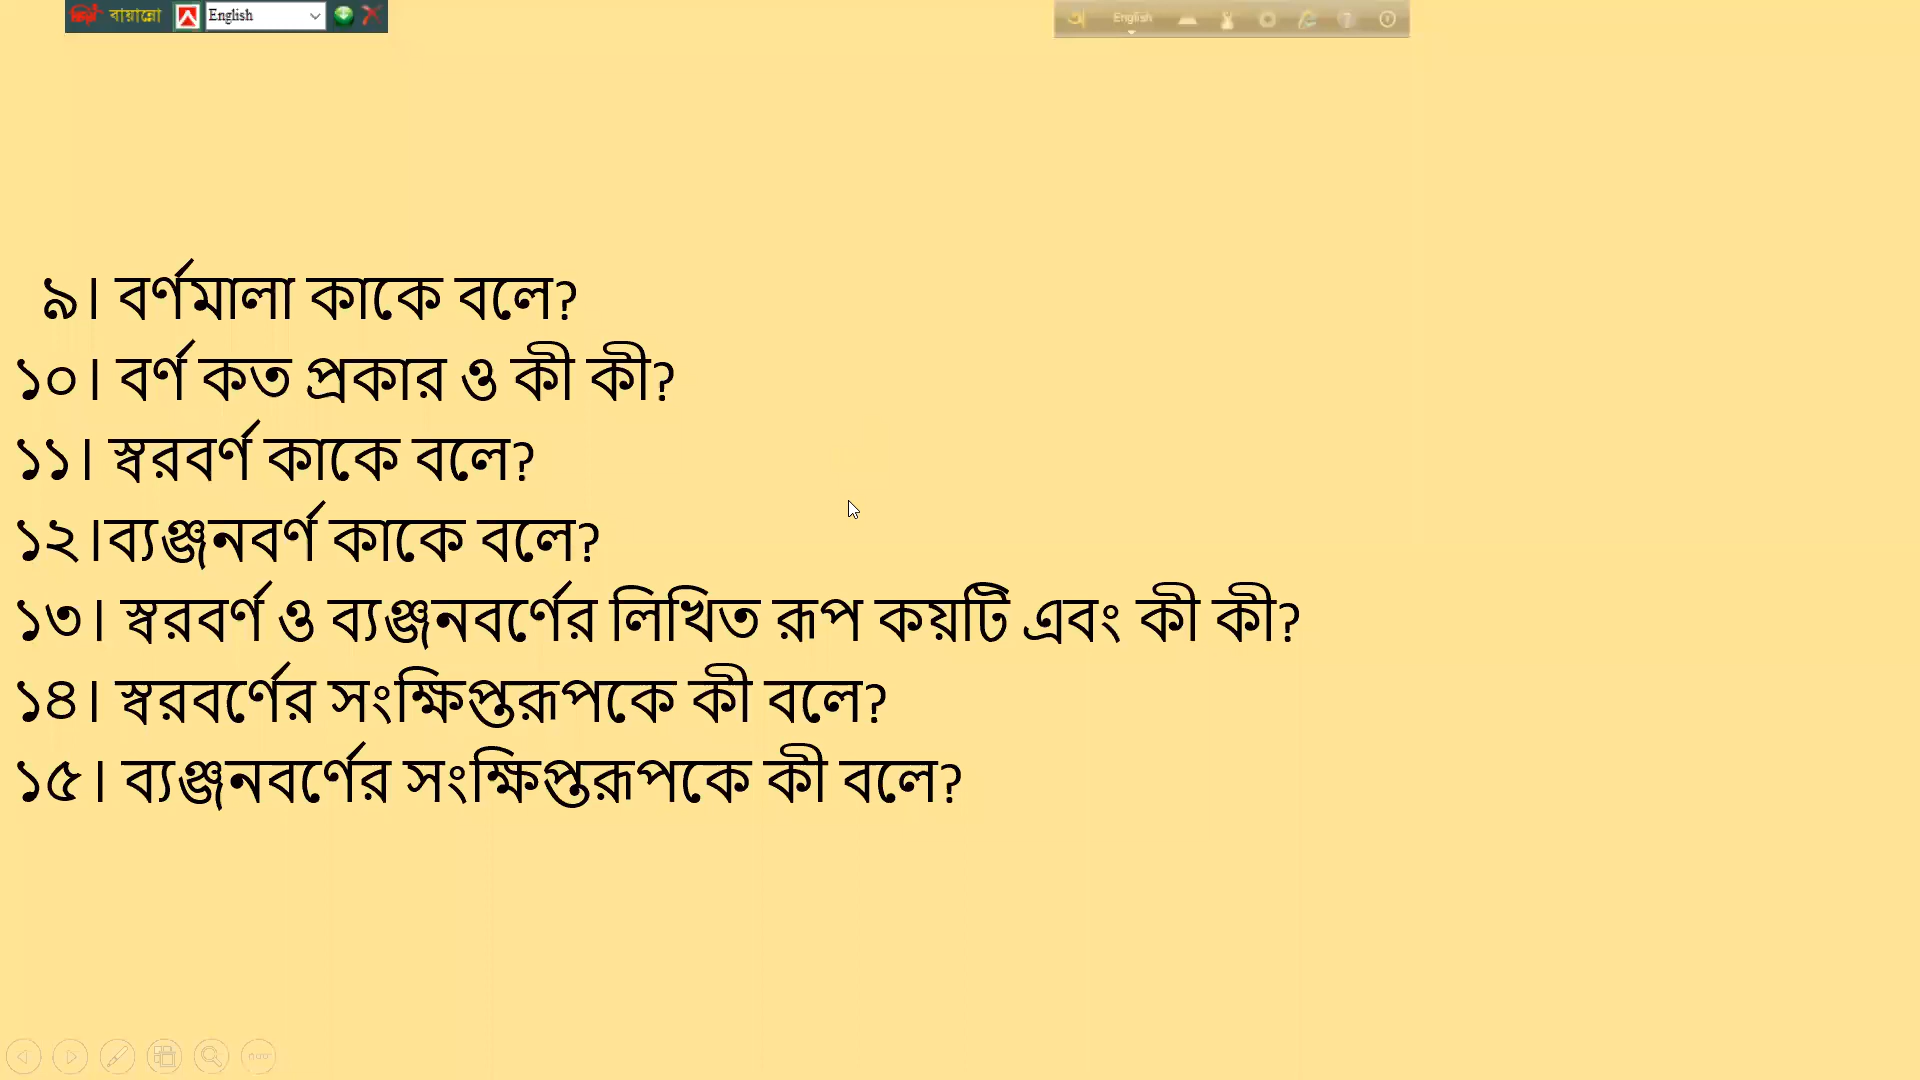 বায়ান্নো English
English
৯। বর্ণমালা কাকে বলে?
১০। বর্ণ কত প্রকার ও কী কী?
১১। স্বরবর্ণ কাকে বলে?
১২।ব্যঞ্জনবর্ণ কাকে বলে?
১৩। স্বরবর্ণ ও ব্যঞ্জনবর্ণের লিখিত রূপ কয়টি এবং কী কী?
১৪। স্বরবর্ণের সংক্ষিপ্তরূপকে কী বলে?
১৫। ব্যঞ্জনবর্ণের সংক্ষিপ্তরূপকে কী বলে?